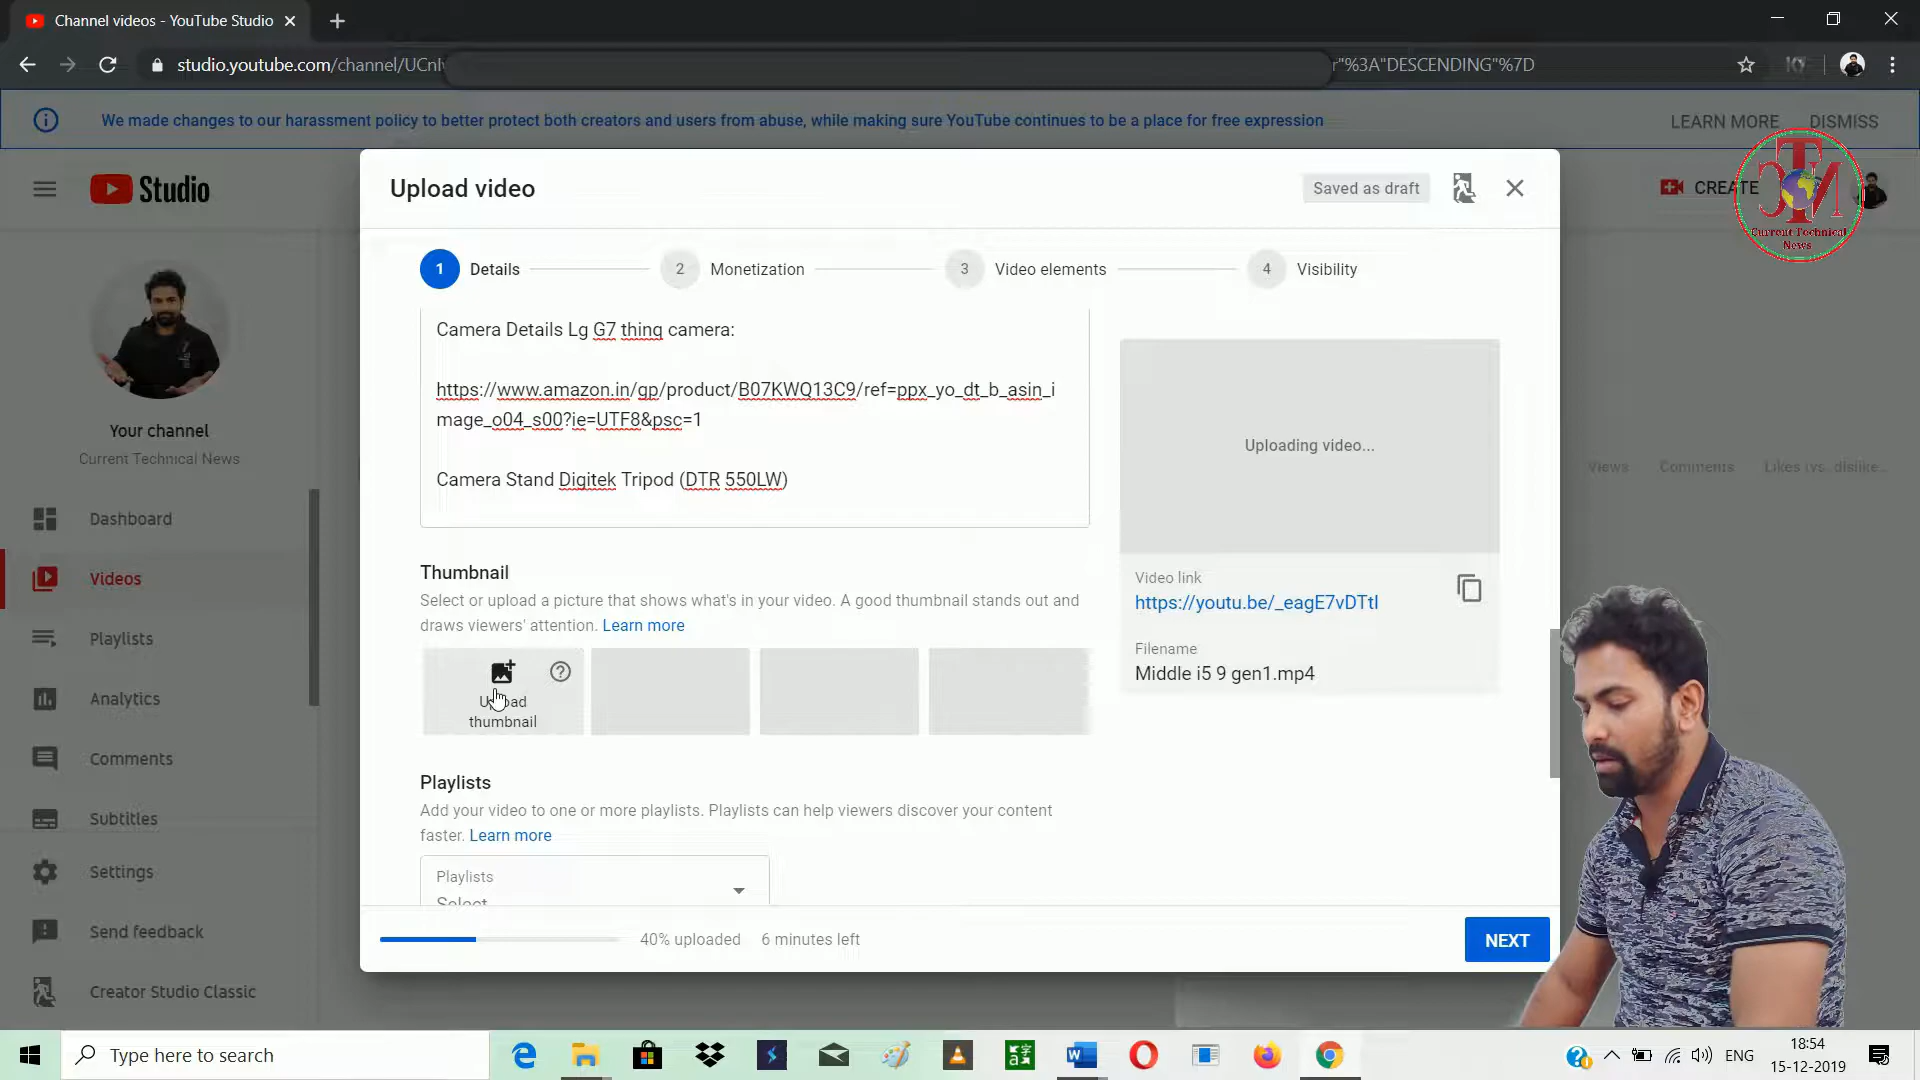 Channel videos - YouTube Studio
studio.youtube.com/channel/UCnl
r"%3A"DESCENDING"%7D
We made changes to our harassment policy to better protect both creators and users from abuse, while making sure YouTube continues to be a place for free expression
LEARN MORE
DISMISS
Studio
CREATE
Current Technical
News
Your channel
Current Technical News
Dashboard
Videos
Playlists
Analytics
Comments
Subtitles
Settings
Send feedback
Creator Studio Classic
Upload video
Saved as draft
1 Details
2 Monetization
3 Video elements
4 Visibility
Camera Details Lg G7 thinq camera:
https://www.amazon.in/gp/product/B07KWQ13C9/ref=ppx_yo_dt_b_asin_i
mage_o04_s00?ie=UTF8&psc=1
Camera Stand Digitek Tripod (DTR 550LW)
Thumbnail
Select or upload a picture that shows what's in your video. A good thumbnail stands out and
draws viewers' attention. Learn more
Upload
thumbnail
Playlists
Add your video to one or more playlists. Playlists can help viewers discover your content
faster. Learn more
Playlists
Select
Uploading video...
Video link
https://youtu.be/_eagE7vDTtI
Filename
Middle i5 9 gen1.mp4
Views
Comments
Likes (vs. dislike...
40% uploaded
6 minutes left
NEXT
Type here to search
ENG
18:54
15-12-2019